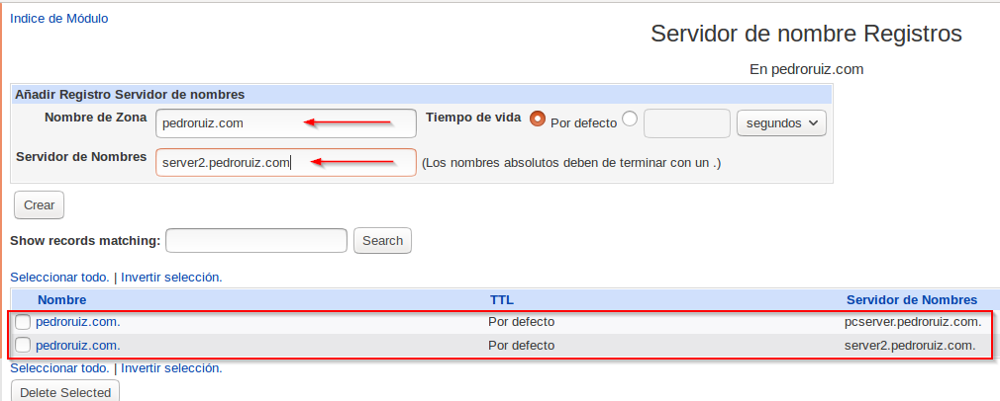 Indice de Módulo
Servidor de nombre Registros
En pedroruiz.com
Añadir Registro Servidor de nombres
Nombre de Zona pedroruiz.com Tiempo de vida Por defecto segundos
Servidor de Nombres server2.pedroruiz.com (Los nombres absolutos deben de terminar con un .)
Crear
Show records matching: Search
Seleccionar todo. | Invertir selección.
Nombre TTL Servidor de Nombres
pedroruiz.com. Por defecto pcserver.pedroruiz.com.
pedroruiz.com. Por defecto server2.pedroruiz.com.
Seleccionar todo. | Invertir selección.
Delete Selected